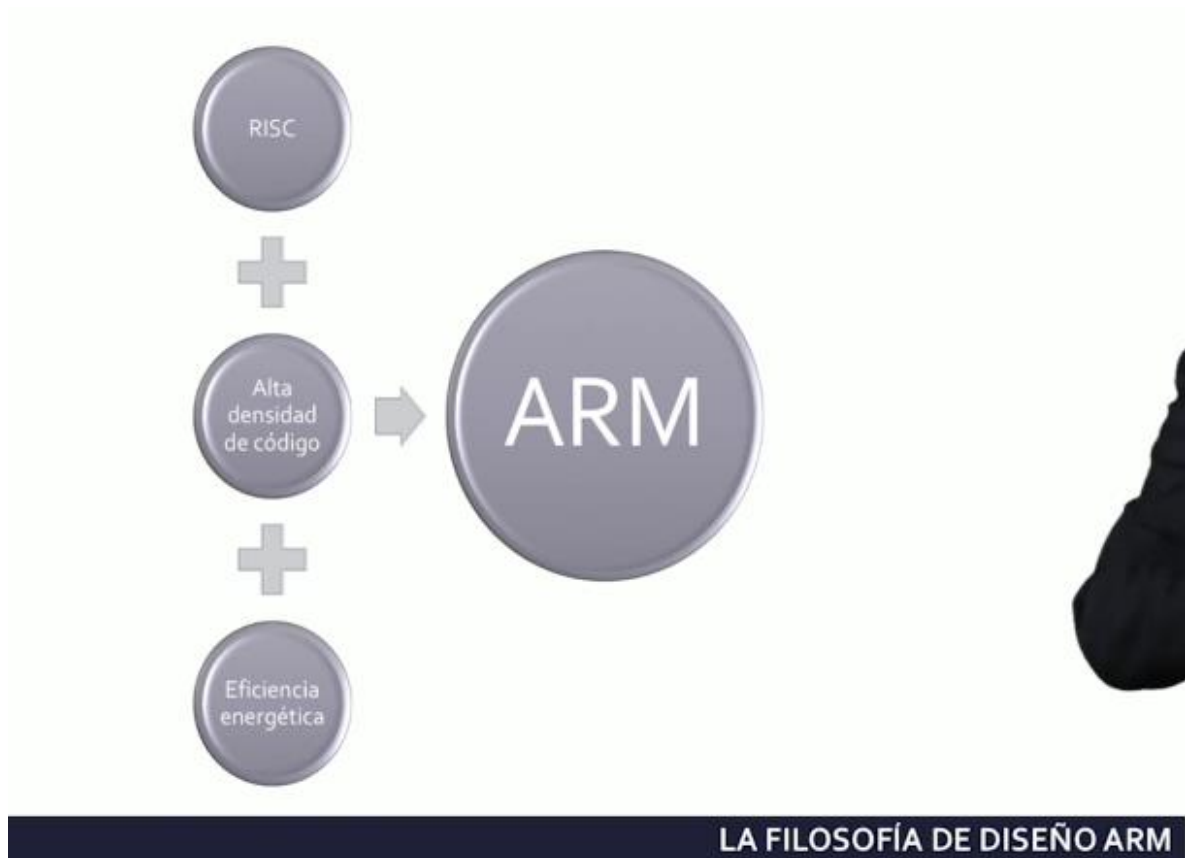 RISC
Alta
densidad
de código
ARM
Eficiencia
energética
LA FILOSOFÍA DE DISEÑO ARM